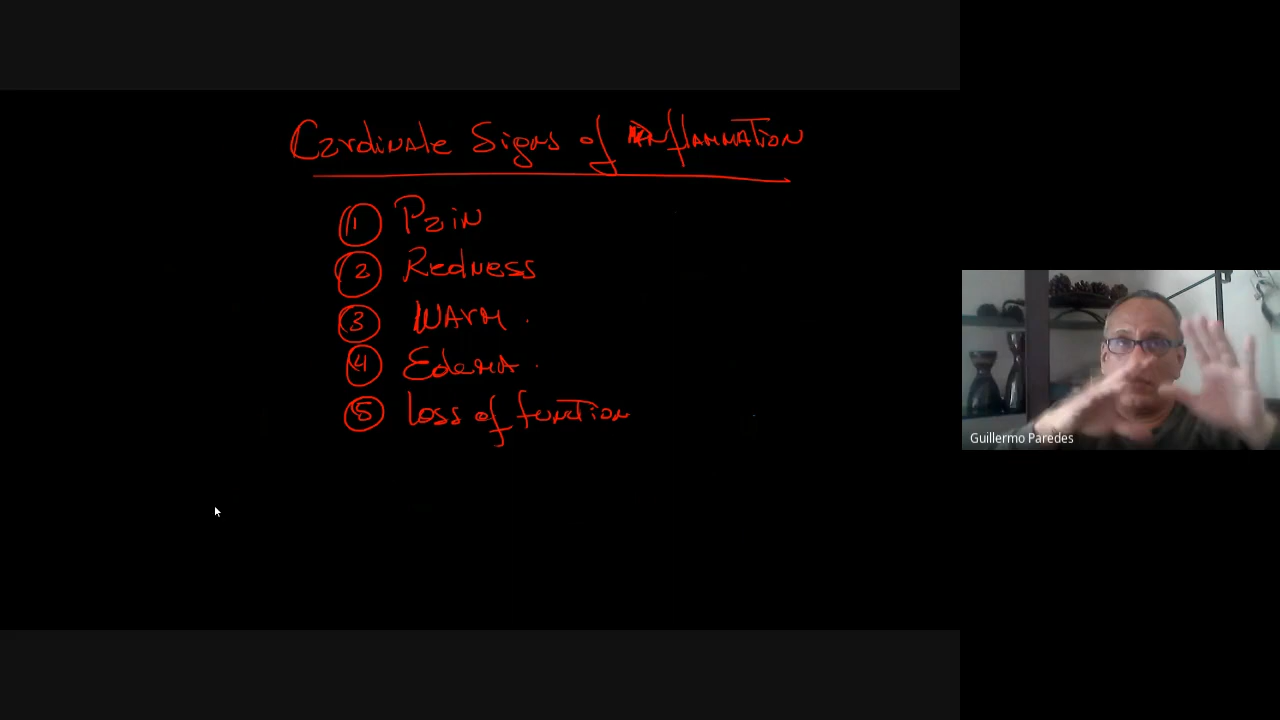 Cardinale Signs of Inflammation
1 Pain
2 Redness
3 Warm.
4 Edema.
5 Loss of function
Guillermo Paredes